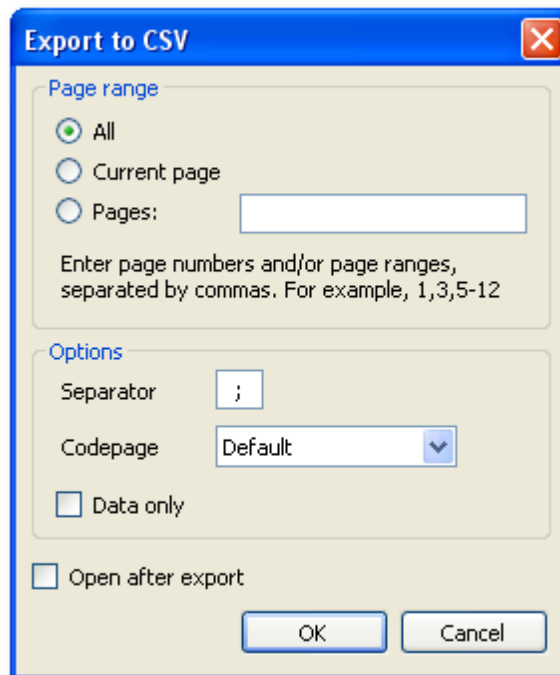 Export to CSV
Page range
All
Current page
Pages:
Enter page numbers and/or page ranges,
separated by commas. For example, 1,3,5-12
Options
Separator ;
Codepage Default
Data only
Open after export
OK Cancel